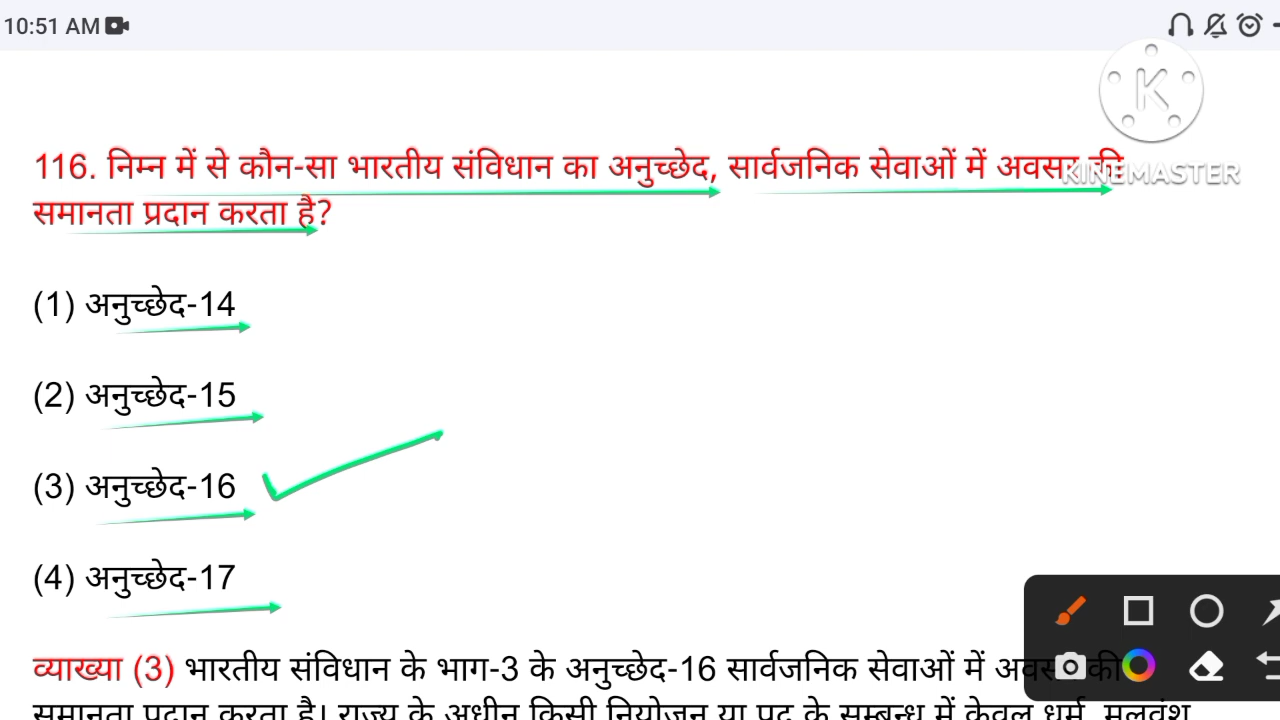 10:51 AM
K
KINEMASTER
116. निम्न में से कौन-सा भारतीय संविधान का अनुच्छेद, सार्वजनिक सेवाओं में अवसर की
समानता प्रदान करता है?
(1) अनुच्छेद-14
(2) अनुच्छेद-15
(3) अनुच्छेद-16
(4) अनुच्छेद-17
व्याख्या (3) भारतीय संविधान के भाग-3 के अनुच्छेद-16 सार्वजनिक सेवाओं में अवसर की
समानता प्रदान करता है। राज्य के अधीन किसी नियोजन या पद के सम्बन्ध में केवल धर्म, मूलवंश,